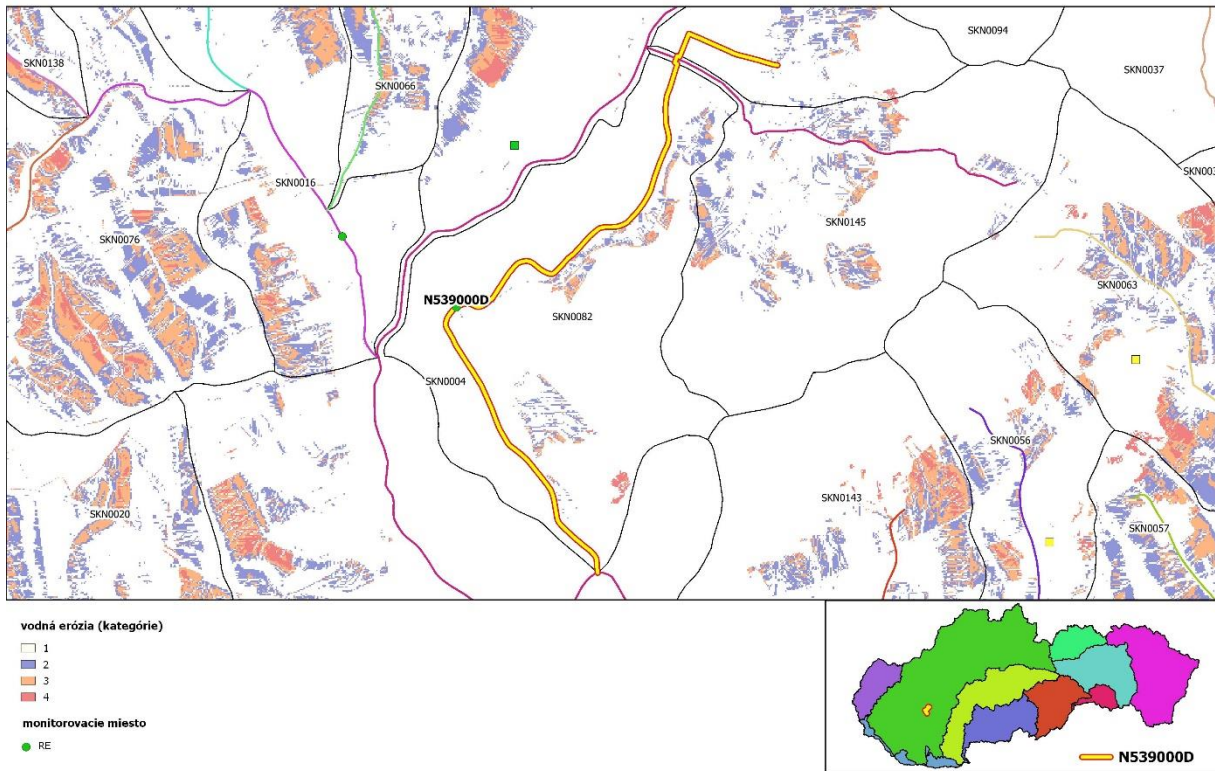 SKN0094
SKN0138
SKN0037
SKN0066
SKN003
SKN0016
SKN0145
SKN0076
SKN0063
N539000D
SKN0082
SKN0004
SKN0056
SKN0143
SKN0020
SKN0057
vodná erózia (kategórie)
1
2
3
4
monitorovacie miesto
RE
N539000D